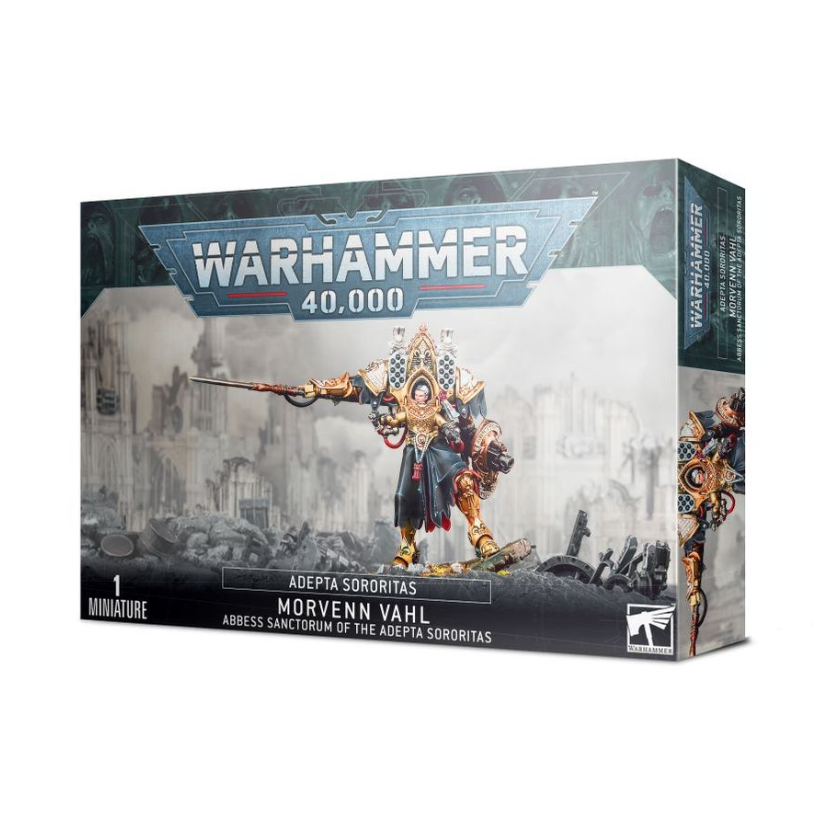 WARHAMMER
40,000
™
1
MINIATURE
ADEPTA SORORITAS
MORVENN VAHL
ABBESS SANCTORUM OF THE ADEPTA SORORITAS
WARHAMMER
WARHAMMER
40,000
ADEPTA SORORITAS
MORVENN VAHL
ABBESS SANCTORUM OF THE ADEPTA SORORITAS